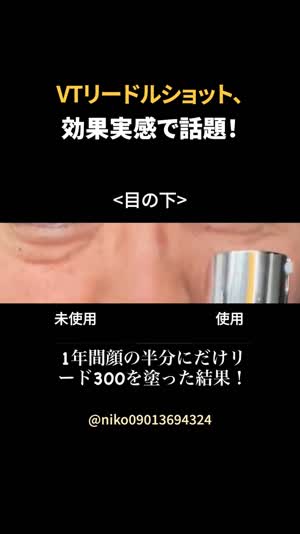 VTリードルショット、
効果実感で話題！
<目の下>
未使用
使用
1年間顔の半分にだけリ
ード300を塗った結果！
@niko09013694324